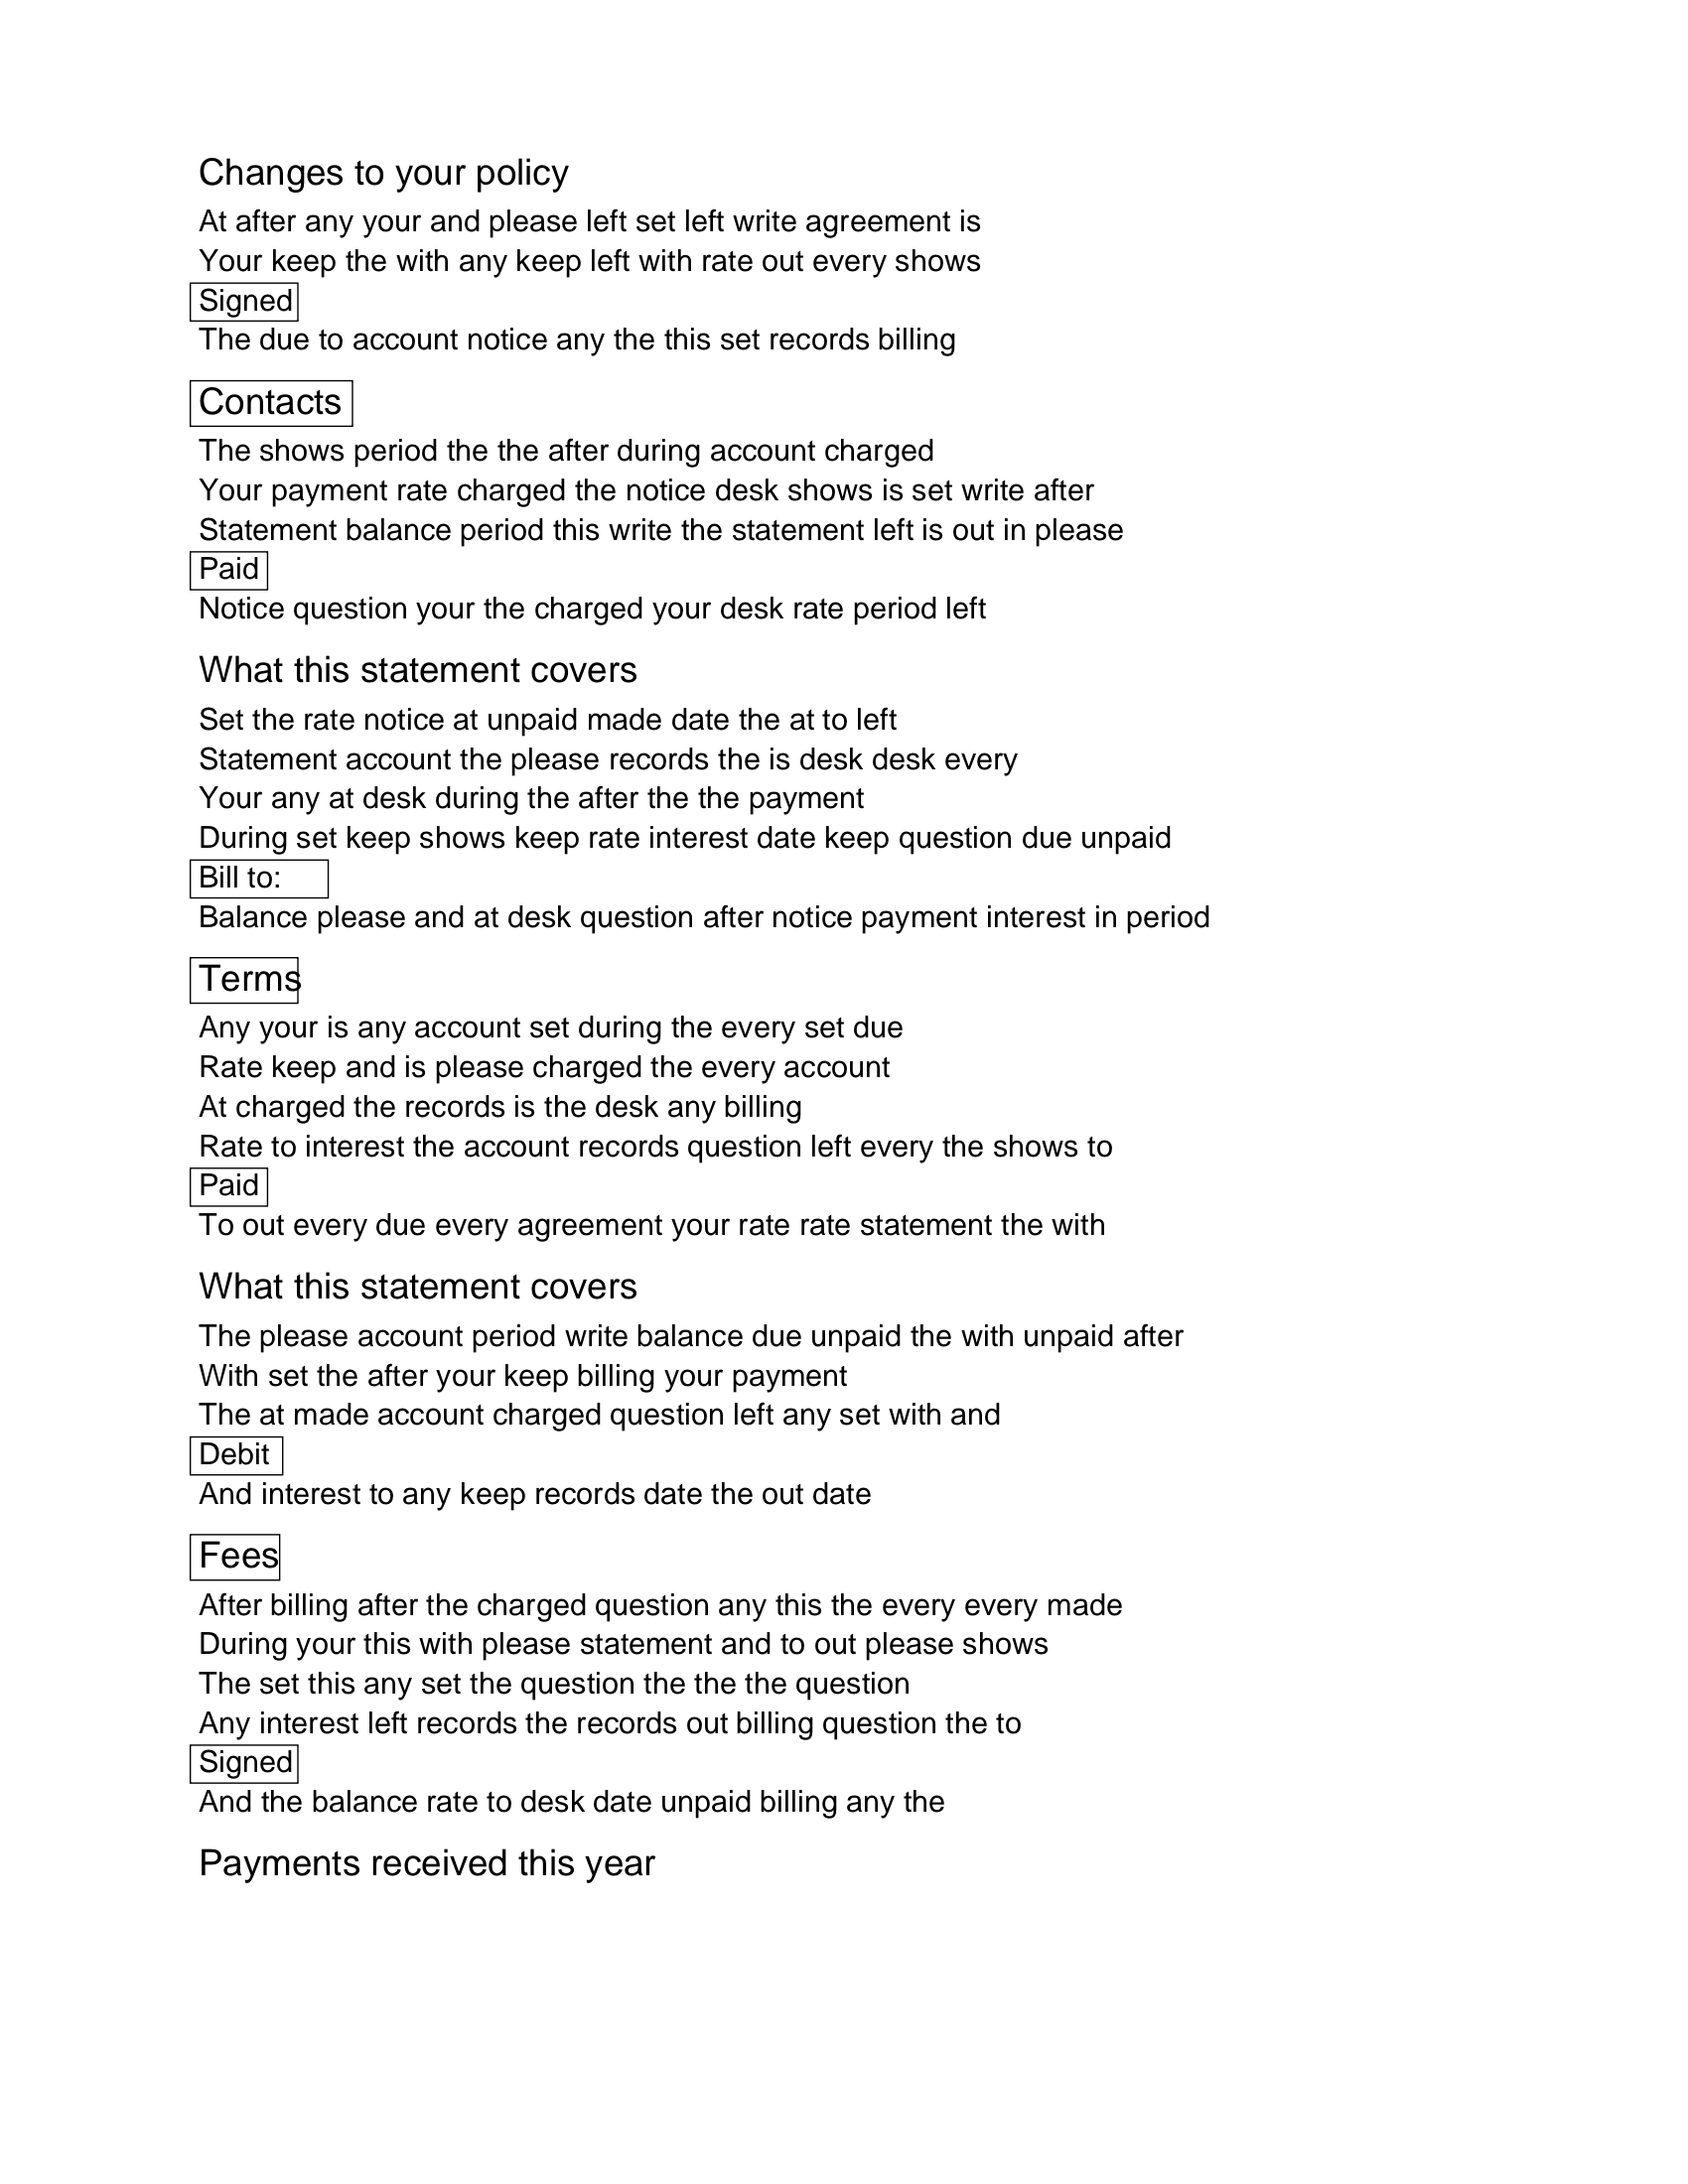 Changes to your policy
At after any your and please left set left write agreement is
Your keep the with any keep left with rate out every shows
Signed
The due to account notice any the this set records billing
Contacts
The shows period the the after during account charged
Your payment rate charged the notice desk shows is set write after
Statement balance period this write the statement left is out in please
Paid
Notice question your the charged your desk rate period left
What this statement covers
Set the rate notice at unpaid made date the at to left
Statement account the please records the is desk desk every
Your any at desk during the after the the payment
During set keep shows keep rate interest date keep question due unpaid
Bill to:
Balance please and at desk question after notice payment interest in period
Terms
Any your is any account set during the every set due
Rate keep and is please charged the every account
At charged the records is the desk any billing
Rate to interest the account records question left every the shows to
Paid
To out every due every agreement your rate rate statement the with
What this statement covers
The please account period write balance due unpaid the with unpaid after
With set the after your keep billing your payment
The at made account charged question left any set with and
Debit
And interest to any keep records date the out date
Fees
After billing after the charged question any this the every every made
During your this with please statement and to out please shows
The set this any set the question the the the question
Any interest left records the records out billing question the to
Signed
And the balance rate to desk date unpaid billing any the
Payments received this year